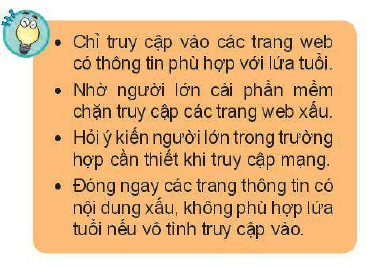 • Chỉ truy cập vào các trang web
có thông tin phù hợp với lứa tuổi.
• Nhờ người lớn cài phần mềm
chặn truy cập các trang web xấu.
• Hỏi ý kiến người lớn trong trường
hợp cần thiết khi truy cập mạng.
• Đóng ngay các trang thông tin có
nội dung xấu, không phù hợp lứa
tuổi nếu vô tình truy cập vào.